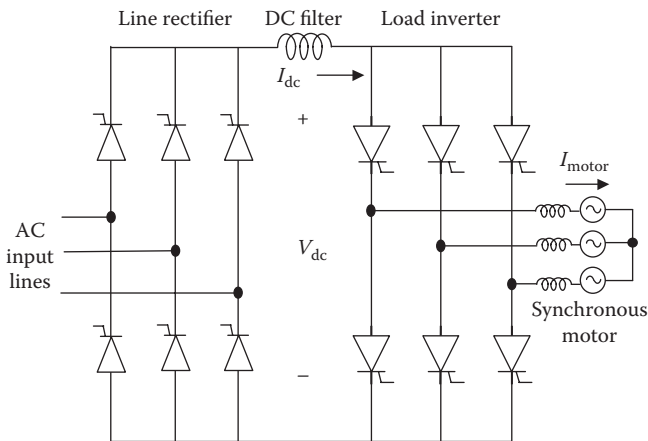 Line rectifier
DC filter
Load inverter
I_dc
+
I_motor
AC
input
lines
V_dc
Synchronous
motor
−